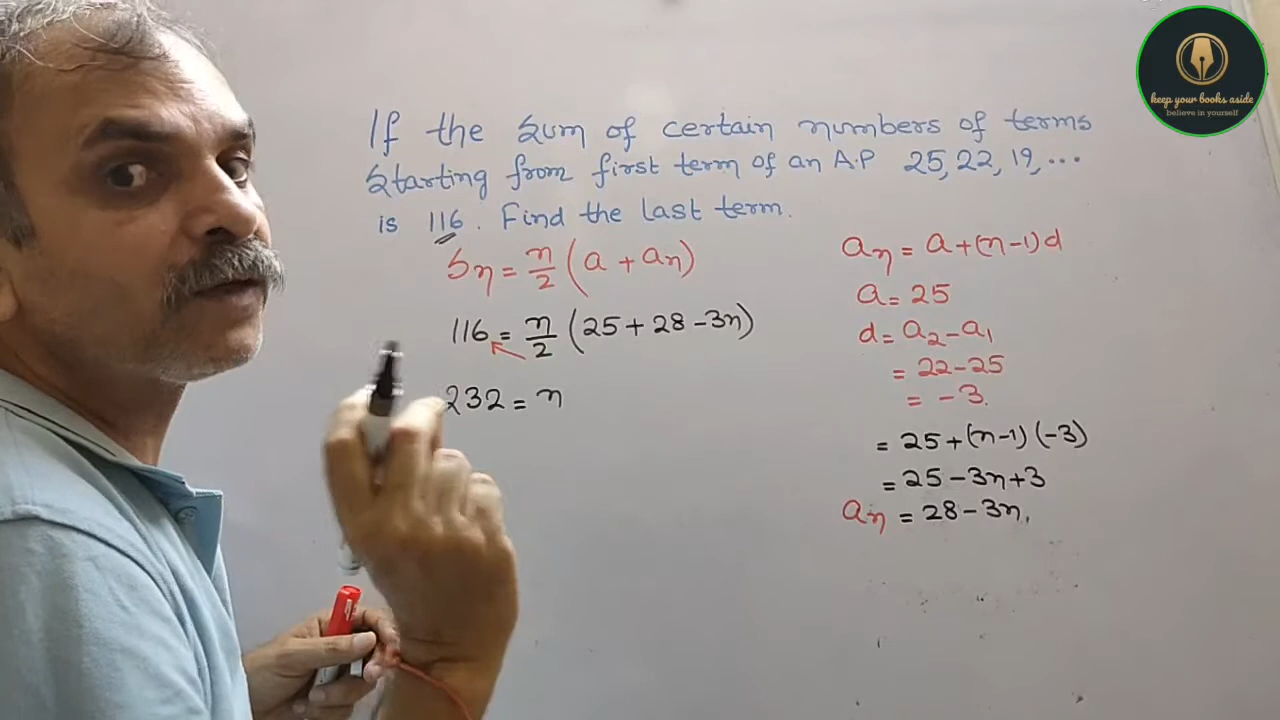 keep your books aside
believe in yourself
If the sum of certain numbers of terms
starting from first term of an A.P 25, 22, 19, ...
is 116. Find the last term.
Sn = n/2 (a + an)
116 = n/2 (25 + 28 - 3n)
232 = n
an = a + (n-1)d
a = 25
d = a2 - a1
= 22 - 25
= -3.
= 25 + (n-1) (-3)
= 25 - 3n + 3
an = 28 - 3n,